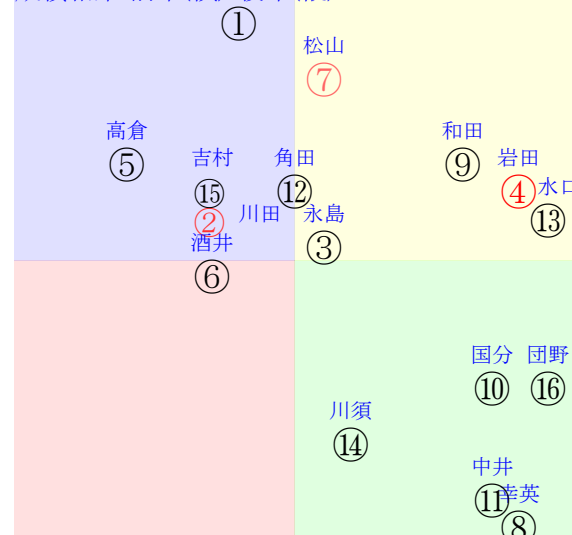 ①
松山
⑦
高倉
⑤
和田
⑨
吉村
⑮
②
角田
⑫
岩田
④
水口
⑬
川田
永島
③
酒井
⑥
国分
⑩
団野
⑯
川須
⑭
中井
⑪
幸英
⑧